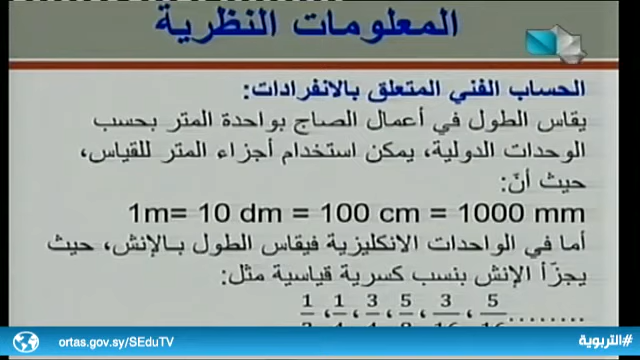 المعلومات النظرية
الحساب الفني المتعلق بالانفرادات:
يقاس الطول في أعمال الصاج بواحدة المتر بحسب
الوحدات الدولية، يمكن استخدام أجزاء المتر للقياس،
حيث أنّ:
1m= 10 dm = 100 cm = 1000 mm
أما في الواحدات الانكليزية فيقاس الطول بالإنش، حيث
يجزّأ الإنش بنسب كسرية قياسية مثل:
ortas.gov.sy/SEduTV
#التربوية